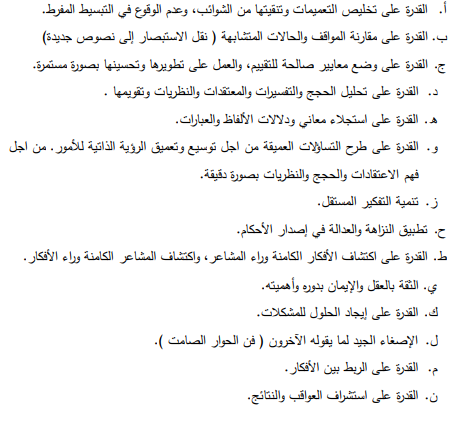 أ. القدرة على تخليص التعميمات وتنقيتها من الشوائب، وعدم الوقوع في التبسيط المفرط.
ب. القدرة على مقارنة المواقف والحالات المتشابهة ( نقل الاستبصار إلى نصوص جديدة)
ج. القدرة على وضع معايير صالحة للتقييم، والعمل على تطويرها وتحسينها بصورة مستمرة.
د. القدرة على تحليل الحجج والتفسيرات والمعتقدات والنظريات وتقويمها .
هـ. القدرة على استجلاء معاني ودلالات الألفاظ والعبارات.
و. القدرة على طرح التساؤلات العميقة من اجل توسيع وتعميق الرؤية الذاتية للأمور. من اجل
فهم الاعتقادات والحجج والنظريات بصورة دقيقة.
ز. تنمية التفكير المستقل.
ح. تطبيق النزاهة والعدالة في إصدار الأحكام.
ط. القدرة على اكتشاف الأفكار الكامنة وراء المشاعر، واكتشاف المشاعر الكامنة وراء الأفكار.
ي. الثقة بالعقل والإيمان بدوره وأهميته.
ك. القدرة على إيجاد الحلول للمشكلات.
ل. الإصغاء الجيد لما يقوله الآخرون ( فن الحوار الصامت ).
م. القدرة على الربط بين الأفكار.
ن. القدرة على استشراف العواقب والنتائج.